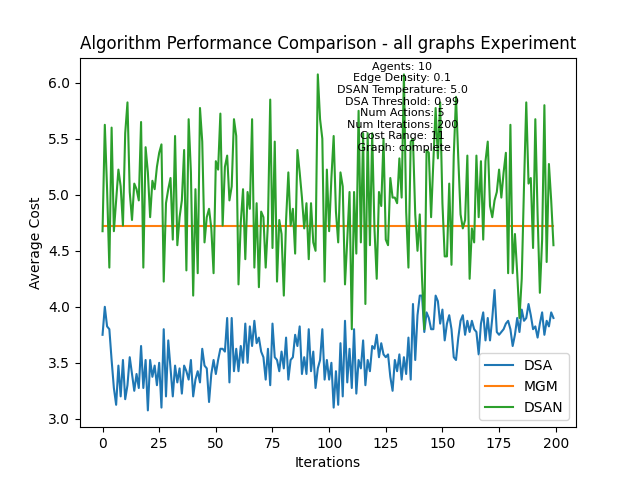 Algorithm Performance Comparison - all graphs Experiment
Agents: 10
Edge Density: 0.1
DSAN Temperature: 5.0
DSA Threshold: 0.99
Num Actions: 5
Num Iterations: 200
Cost Range: 11
Graph: complete
6.0
5.5
5.0
4.5
4.0
3.5
3.0
Average Cost
DSA
MGM
DSAN
0
25
50
75
100
125
150
175
200
Iterations